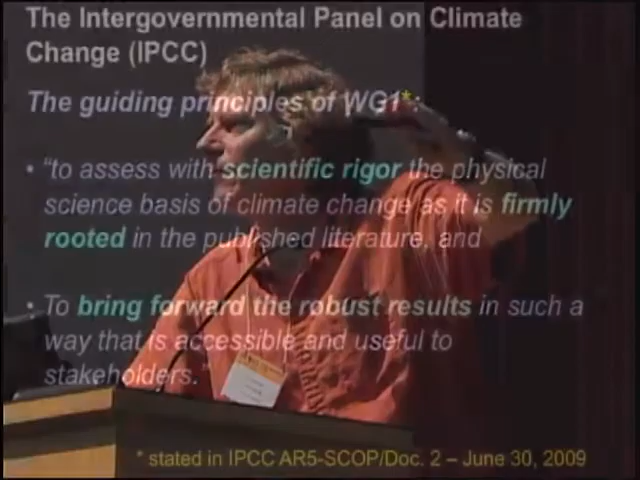 The Intergovernmental Panel on Climate
Change (IPCC)
The guiding principles of WG1*:
• “to assess with scientific rigor the physical
science basis of climate change as it is firmly
rooted in the published literature, and
• To bring forward the robust results in such a
way that is accessible and useful to
stakeholders.”
* stated in IPCC AR5-SCOP/Doc. 2 – June 30, 2009